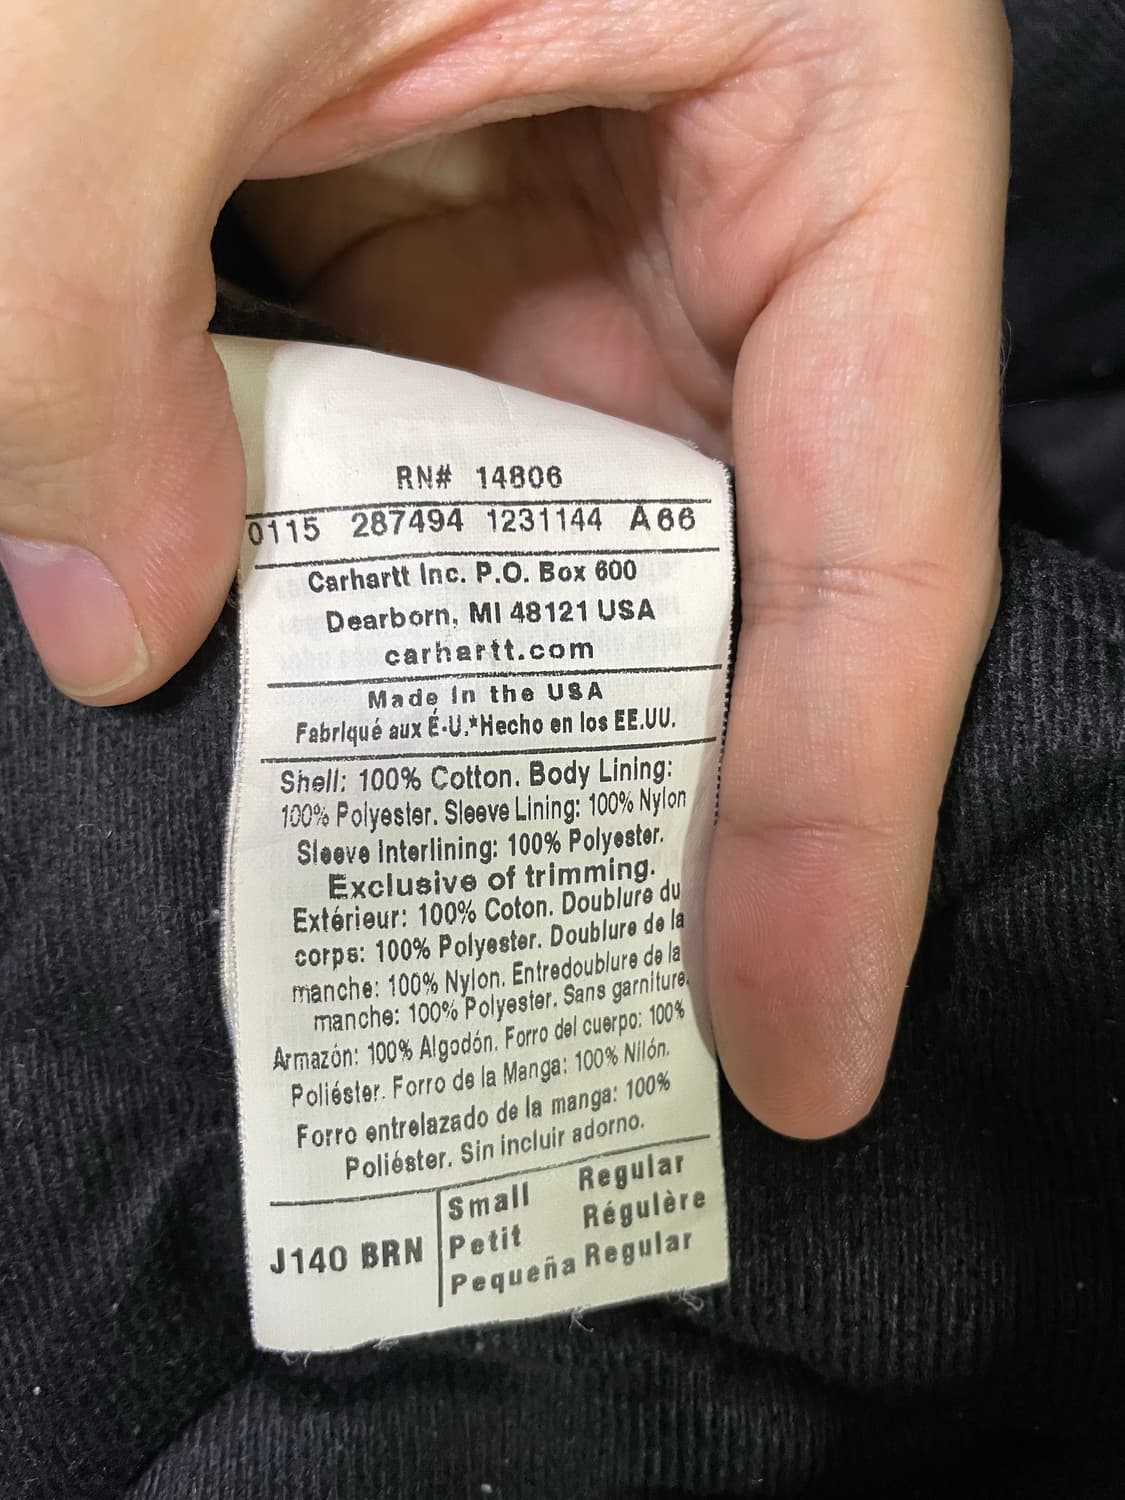 RN# 14806
0115 287494 1231144 A66
Carhartt Inc. P.O. Box 600
Dearborn, MI 48121 USA
carhartt.com
Made in the USA
Fabriqué aux É-U.*Hecho en los EE.UU.
Shell: 100% Cotton. Body Lining:
100% Polyester. Sleeve Lining: 100% Nylon
Sleeve Interlining: 100% Polyester.
Exclusive of trimming.
Extérieur: 100% Coton. Doublure du
corps: 100% Polyester. Doublure de la
manche: 100% Nylon. Entredoublure de la
manche: 100% Polyester. Sans garniture.
Armazón: 100% Algodón. Forro del cuerpo: 100%
Poliéster. Forro de la Manga: 100% Nilón.
Forro entrelazado de la manga: 100%
Poliéster. Sin incluir adorno.
J140 BRN
Small Regular
Petit Régulère
Pequeña Regular